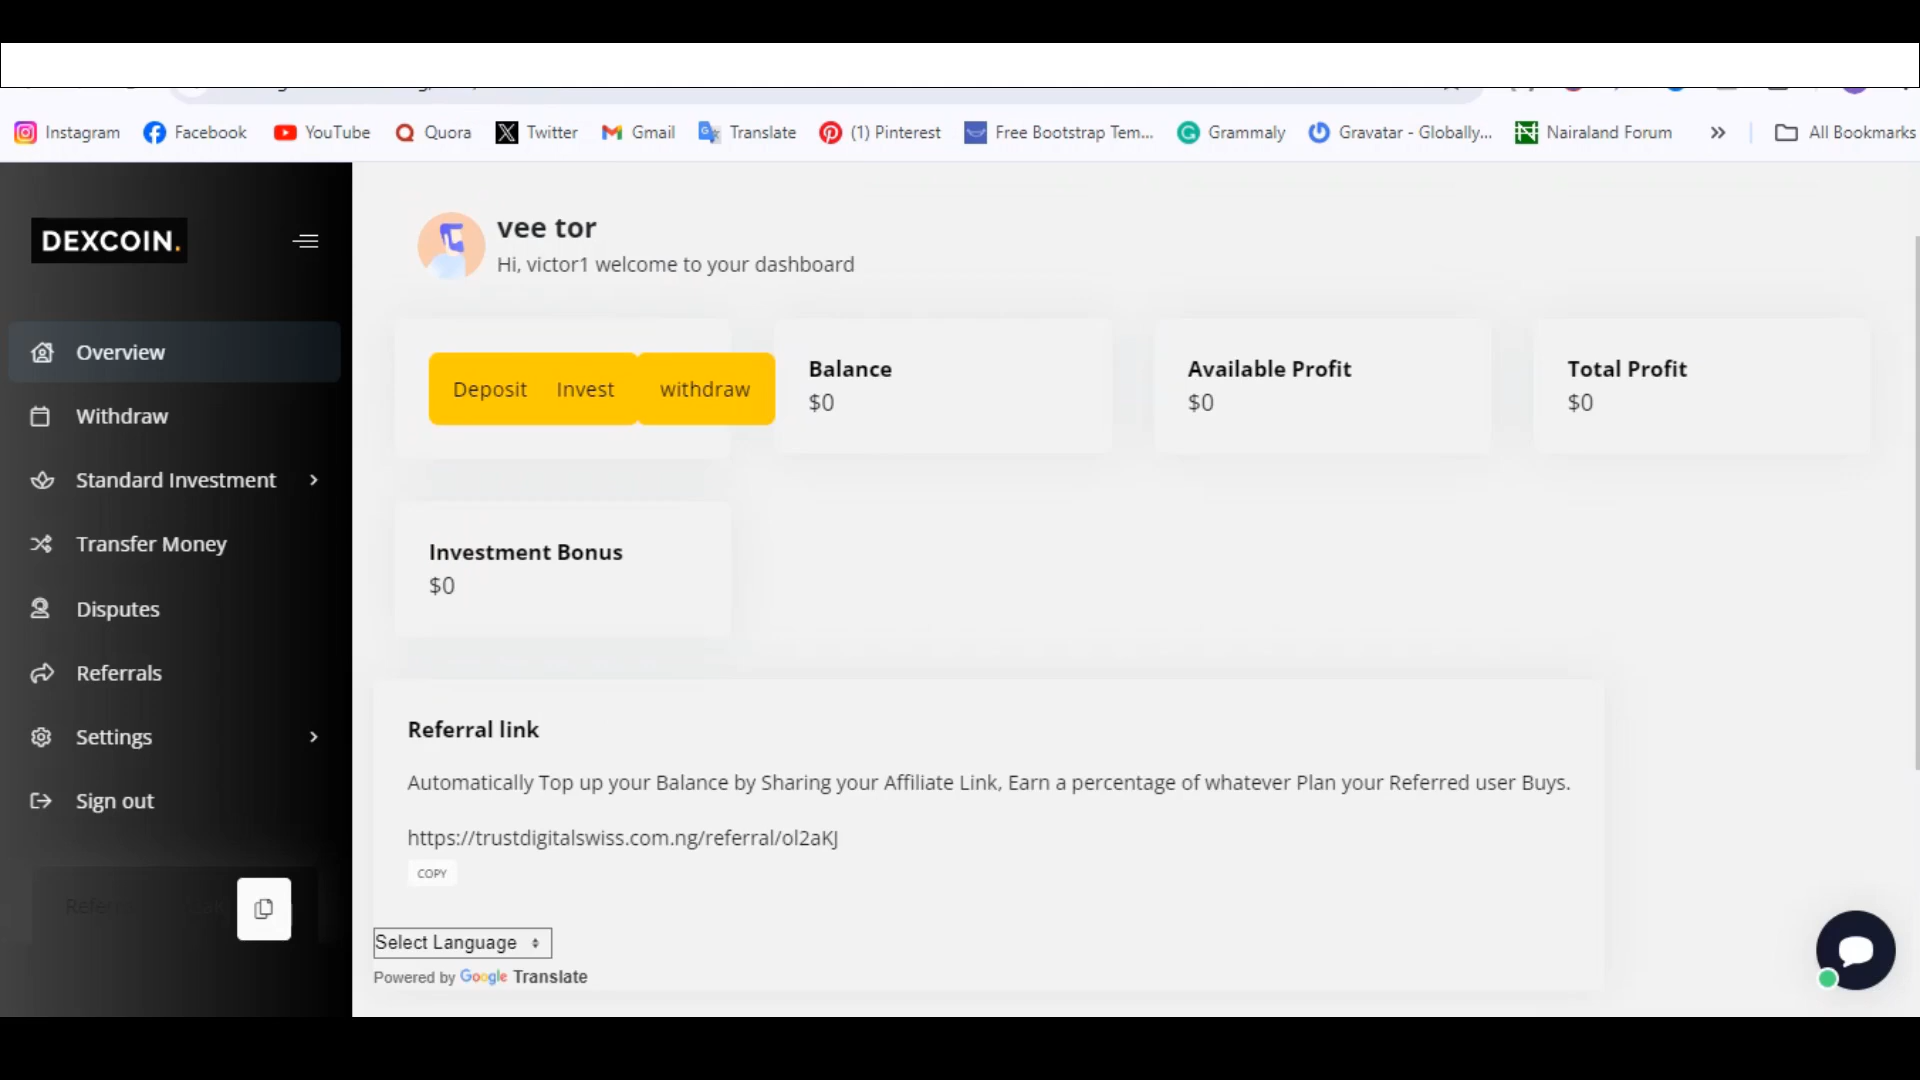 Instagram Facebook YouTube Quora Twitter Gmail Translate (1) Pinterest Free Bootstrap Tem... Grammaly Gravatar - Globally... Nairaland Forum » All Bookmarks
DEXCOIN.
Overview
Withdraw
Standard Investment
Transfer Money
Disputes
Referrals
Settings
Sign out
vee tor
Hi, victor1 welcome to your dashboard
Deposit Invest withdraw
Balance
$0
Available Profit
$0
Total Profit
$0
Investment Bonus
$0
Referral link
Automatically Top up your Balance by Sharing your Affiliate Link, Earn a percentage of whatever Plan your Referred user Buys.
https://trustdigitalswiss.com.ng/referral/ol2aKJ
COPY
Select Language
Powered by Google Translate